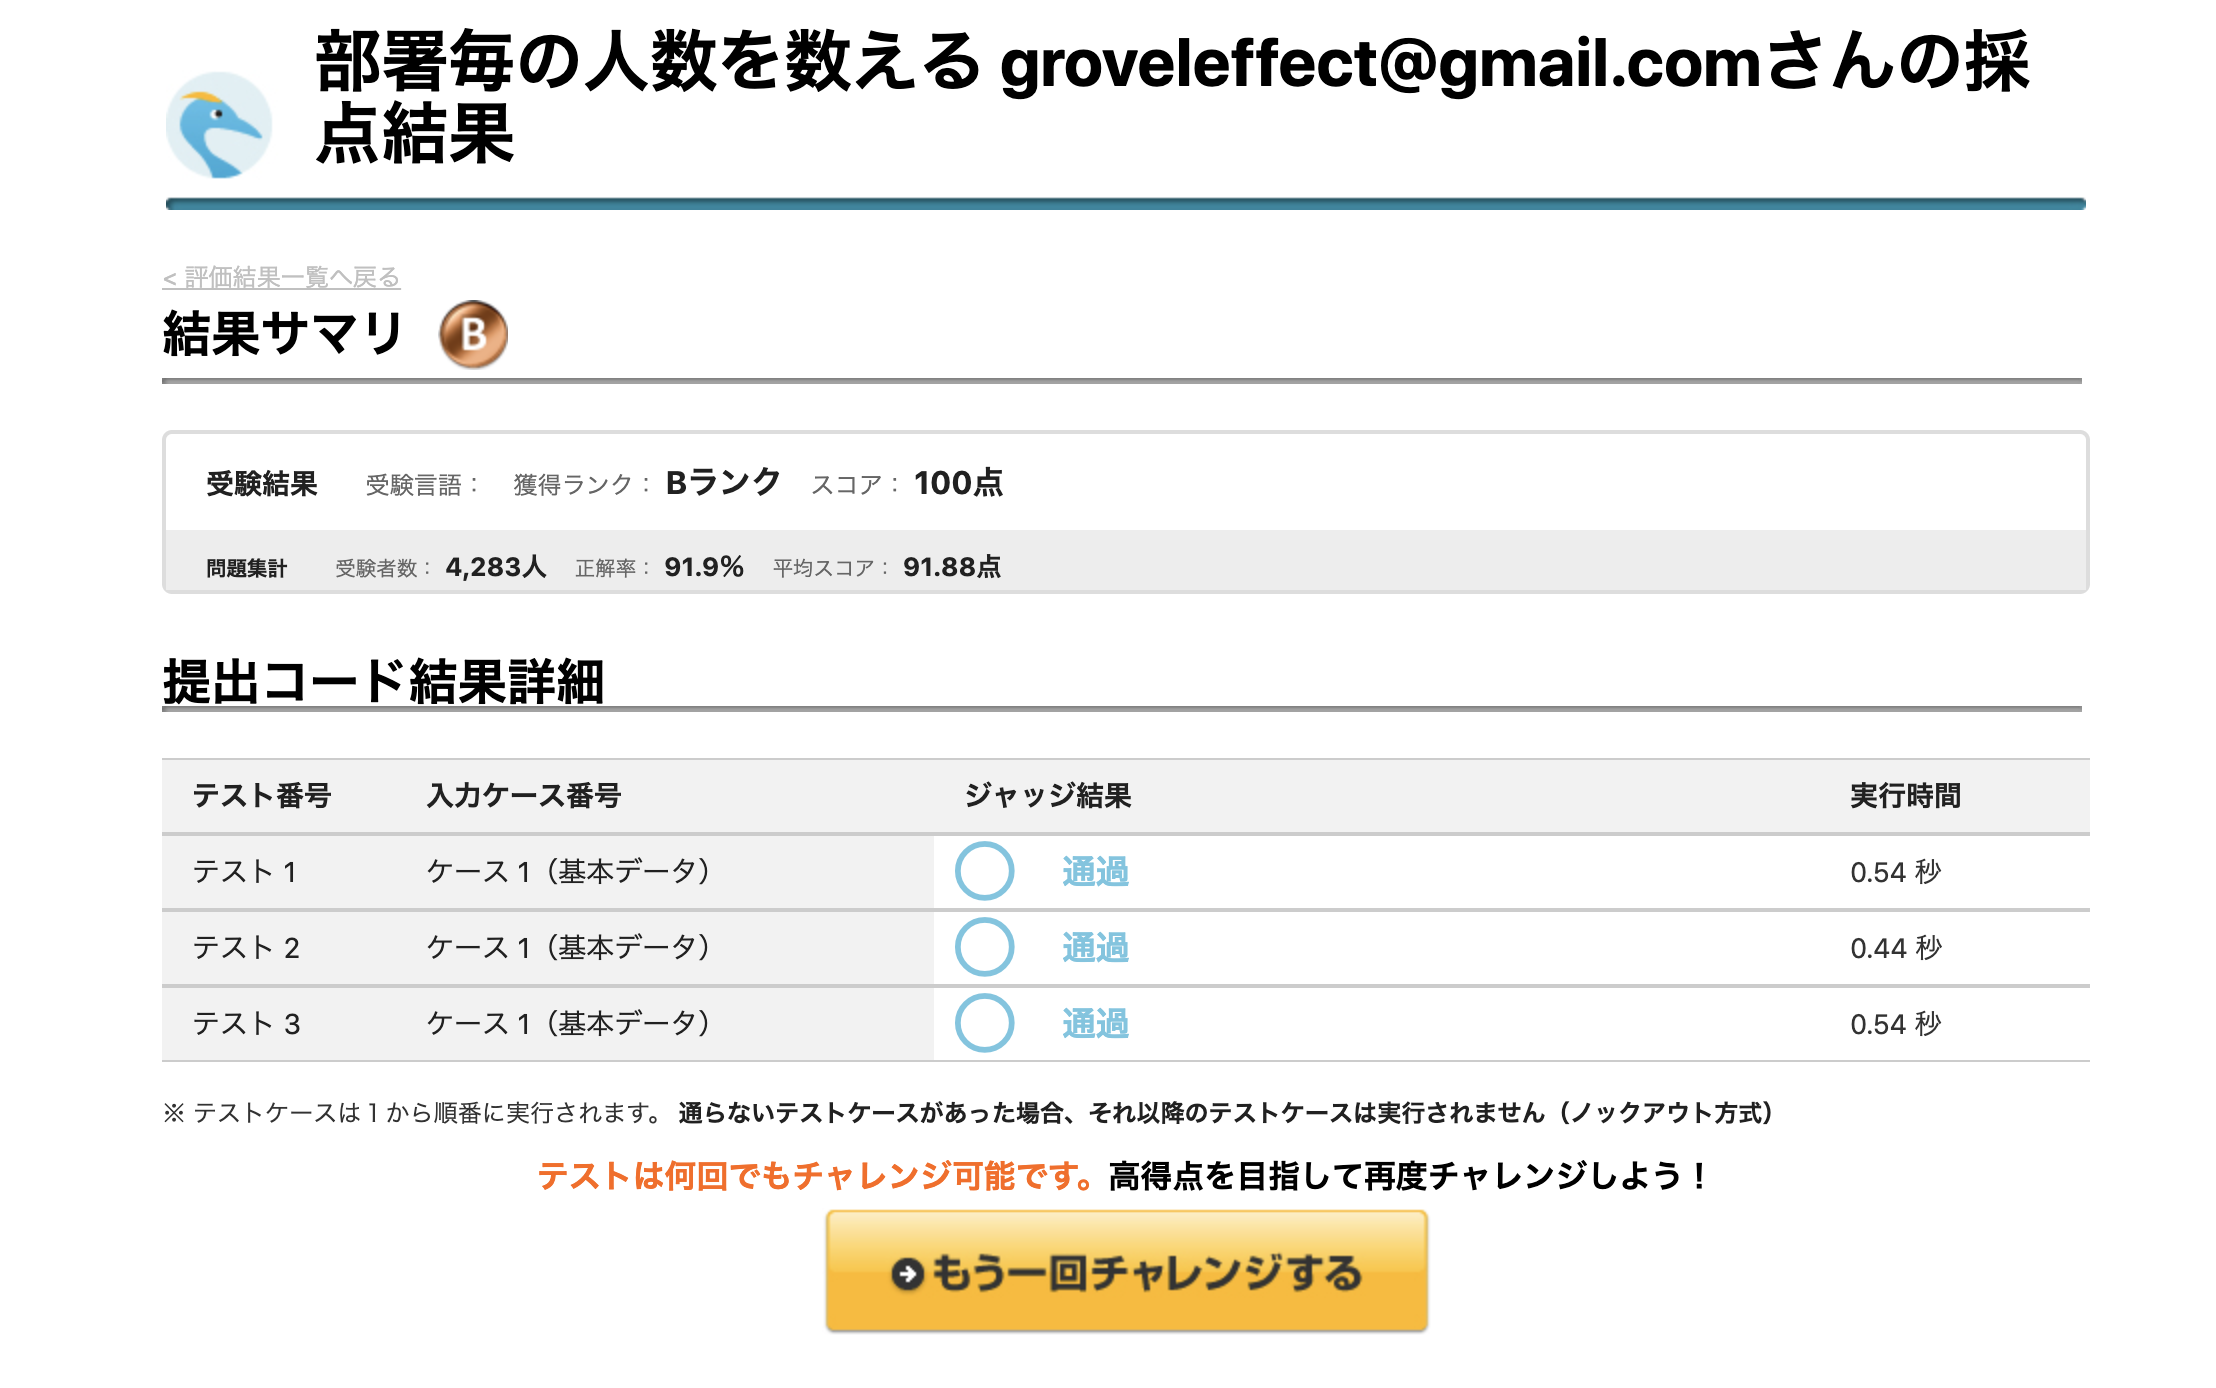 部署毎の人数を数える groveleffect@gmail.comさんの採
点結果
< 評価結果一覧へ戻る
結果サマリ B
受験結果 受験言語： 獲得ランク： Bランク スコア： 100点
問題集計 受験者数： 4,283人 正解率： 91.9% 平均スコア： 91.88点
提出コード結果詳細
テスト番号 入力ケース番号 ジャッジ結果 実行時間
テスト 1 ケース 1（基本データ） 通過 0.54 秒
テスト 2 ケース 1（基本データ） 通過 0.44 秒
テスト 3 ケース 1（基本データ） 通過 0.54 秒
※ テストケースは 1 から順番に実行されます。 通らないテストケースがあった場合、それ以降のテストケースは実行されません（ノックアウト方式）
テストは何回でもチャレンジ可能です。高得点を目指して再度チャレンジしよう！
もう一回チャレンジする